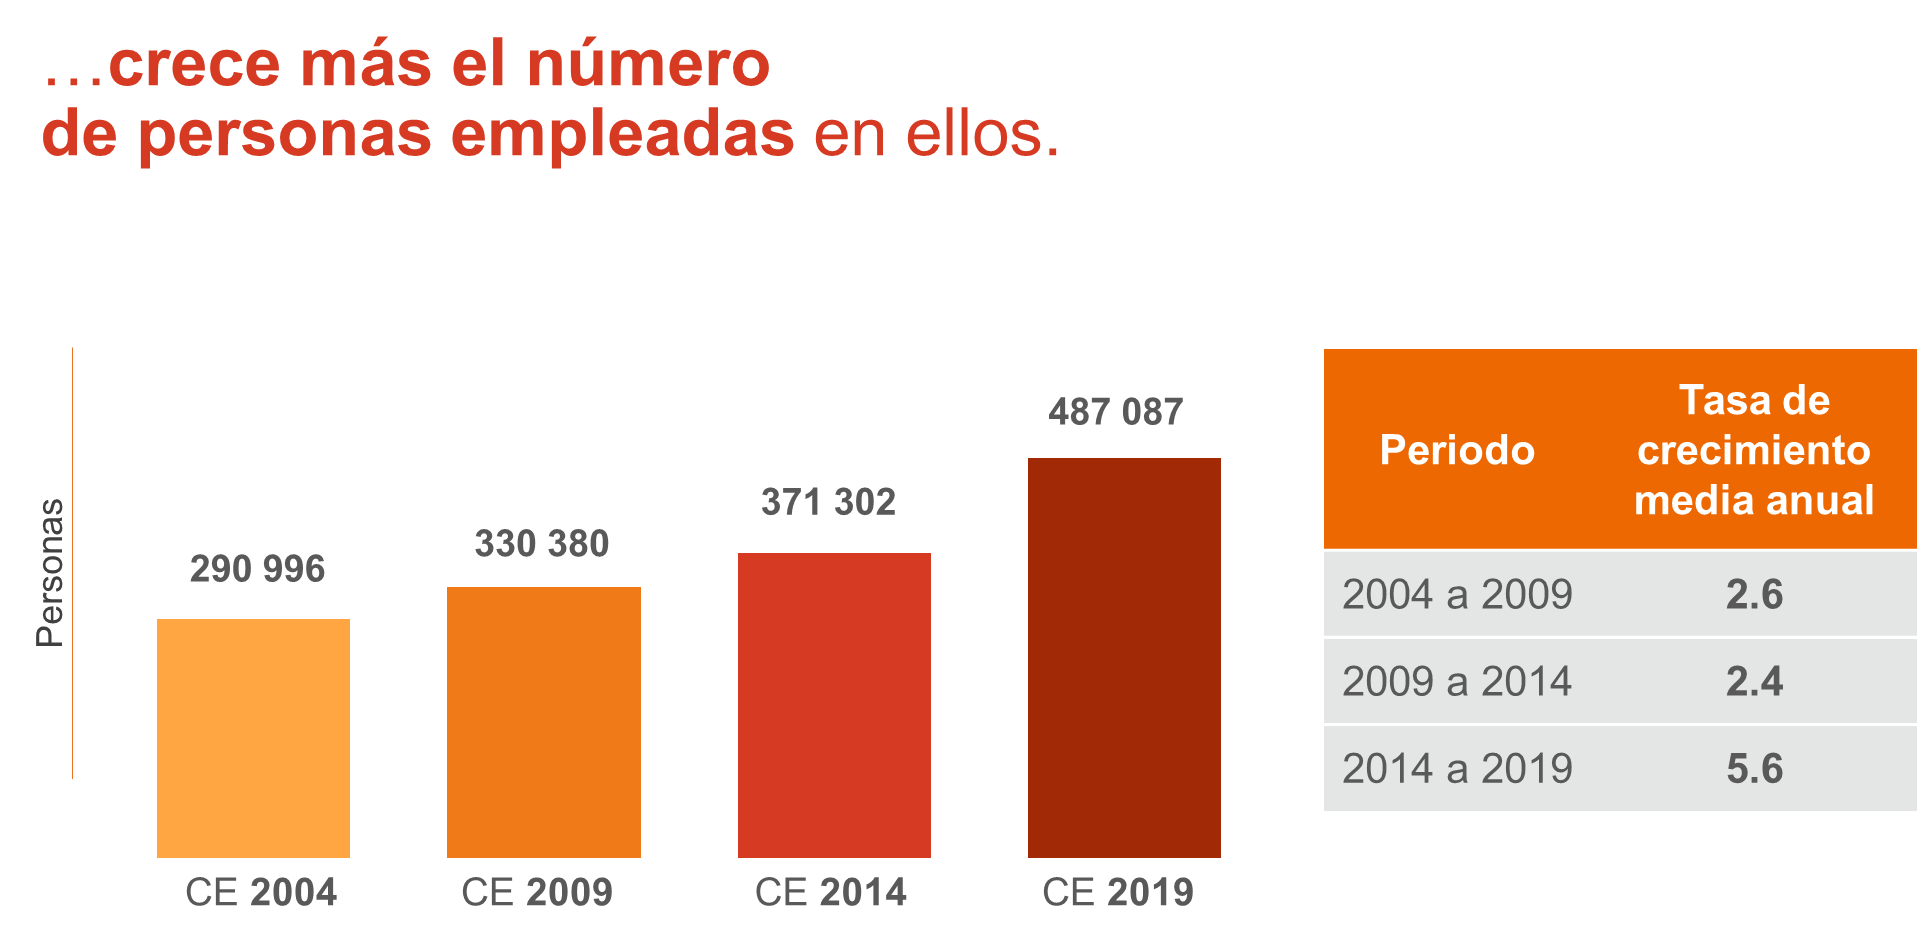 …crece más el número
de personas empleadas en ellos.
Personas
290 996
330 380
371 302
487 087
CE 2004
CE 2009
CE 2014
CE 2019
Periodo
Tasa de
crecimiento
media anual
2004 a 2009 2.6
2009 a 2014 2.4
2014 a 2019 5.6